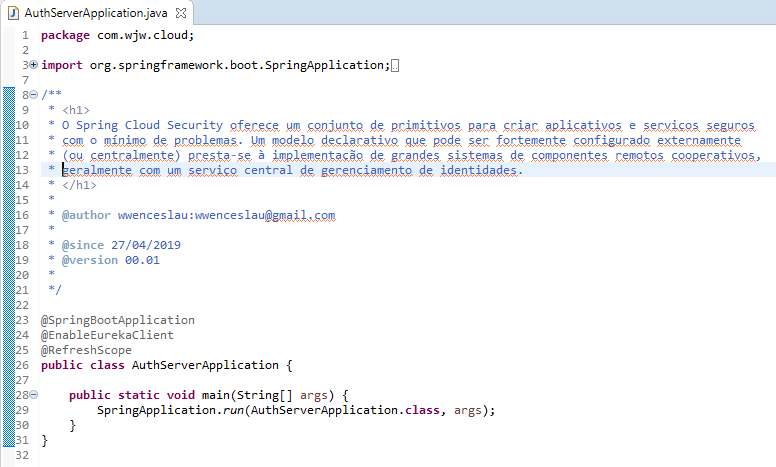 AuthServerApplication.java
1 package com.wjw.cloud;
2
3 import org.springframework.boot.SpringApplication;
7
8 /**
9 * <h1>
10 * O Spring Cloud Security oferece um conjunto de primitivos para criar aplicativos e serviços seguros
11 * com o mínimo de problemas. Um modelo declarativo que pode ser fortemente configurado externamente
12 * (ou centralmente) presta-se à implementação de grandes sistemas de componentes remotos cooperativos,
13 * geralmente com um serviço central de gerenciamento de identidades.
14 * </h1>
15 *
16 * @author wwenceslau:wwenceslau@gmail.com
17 *
18 * @since 27/04/2019
19 * @version 00.01
20 *
21 */
22
23 @SpringBootApplication
24 @EnableEurekaClient
25 @RefreshScope
26 public class AuthServerApplication {
27
28 public static void main(String[] args) {
29 SpringApplication.run(AuthServerApplication.class, args);
30 }
31 }
32